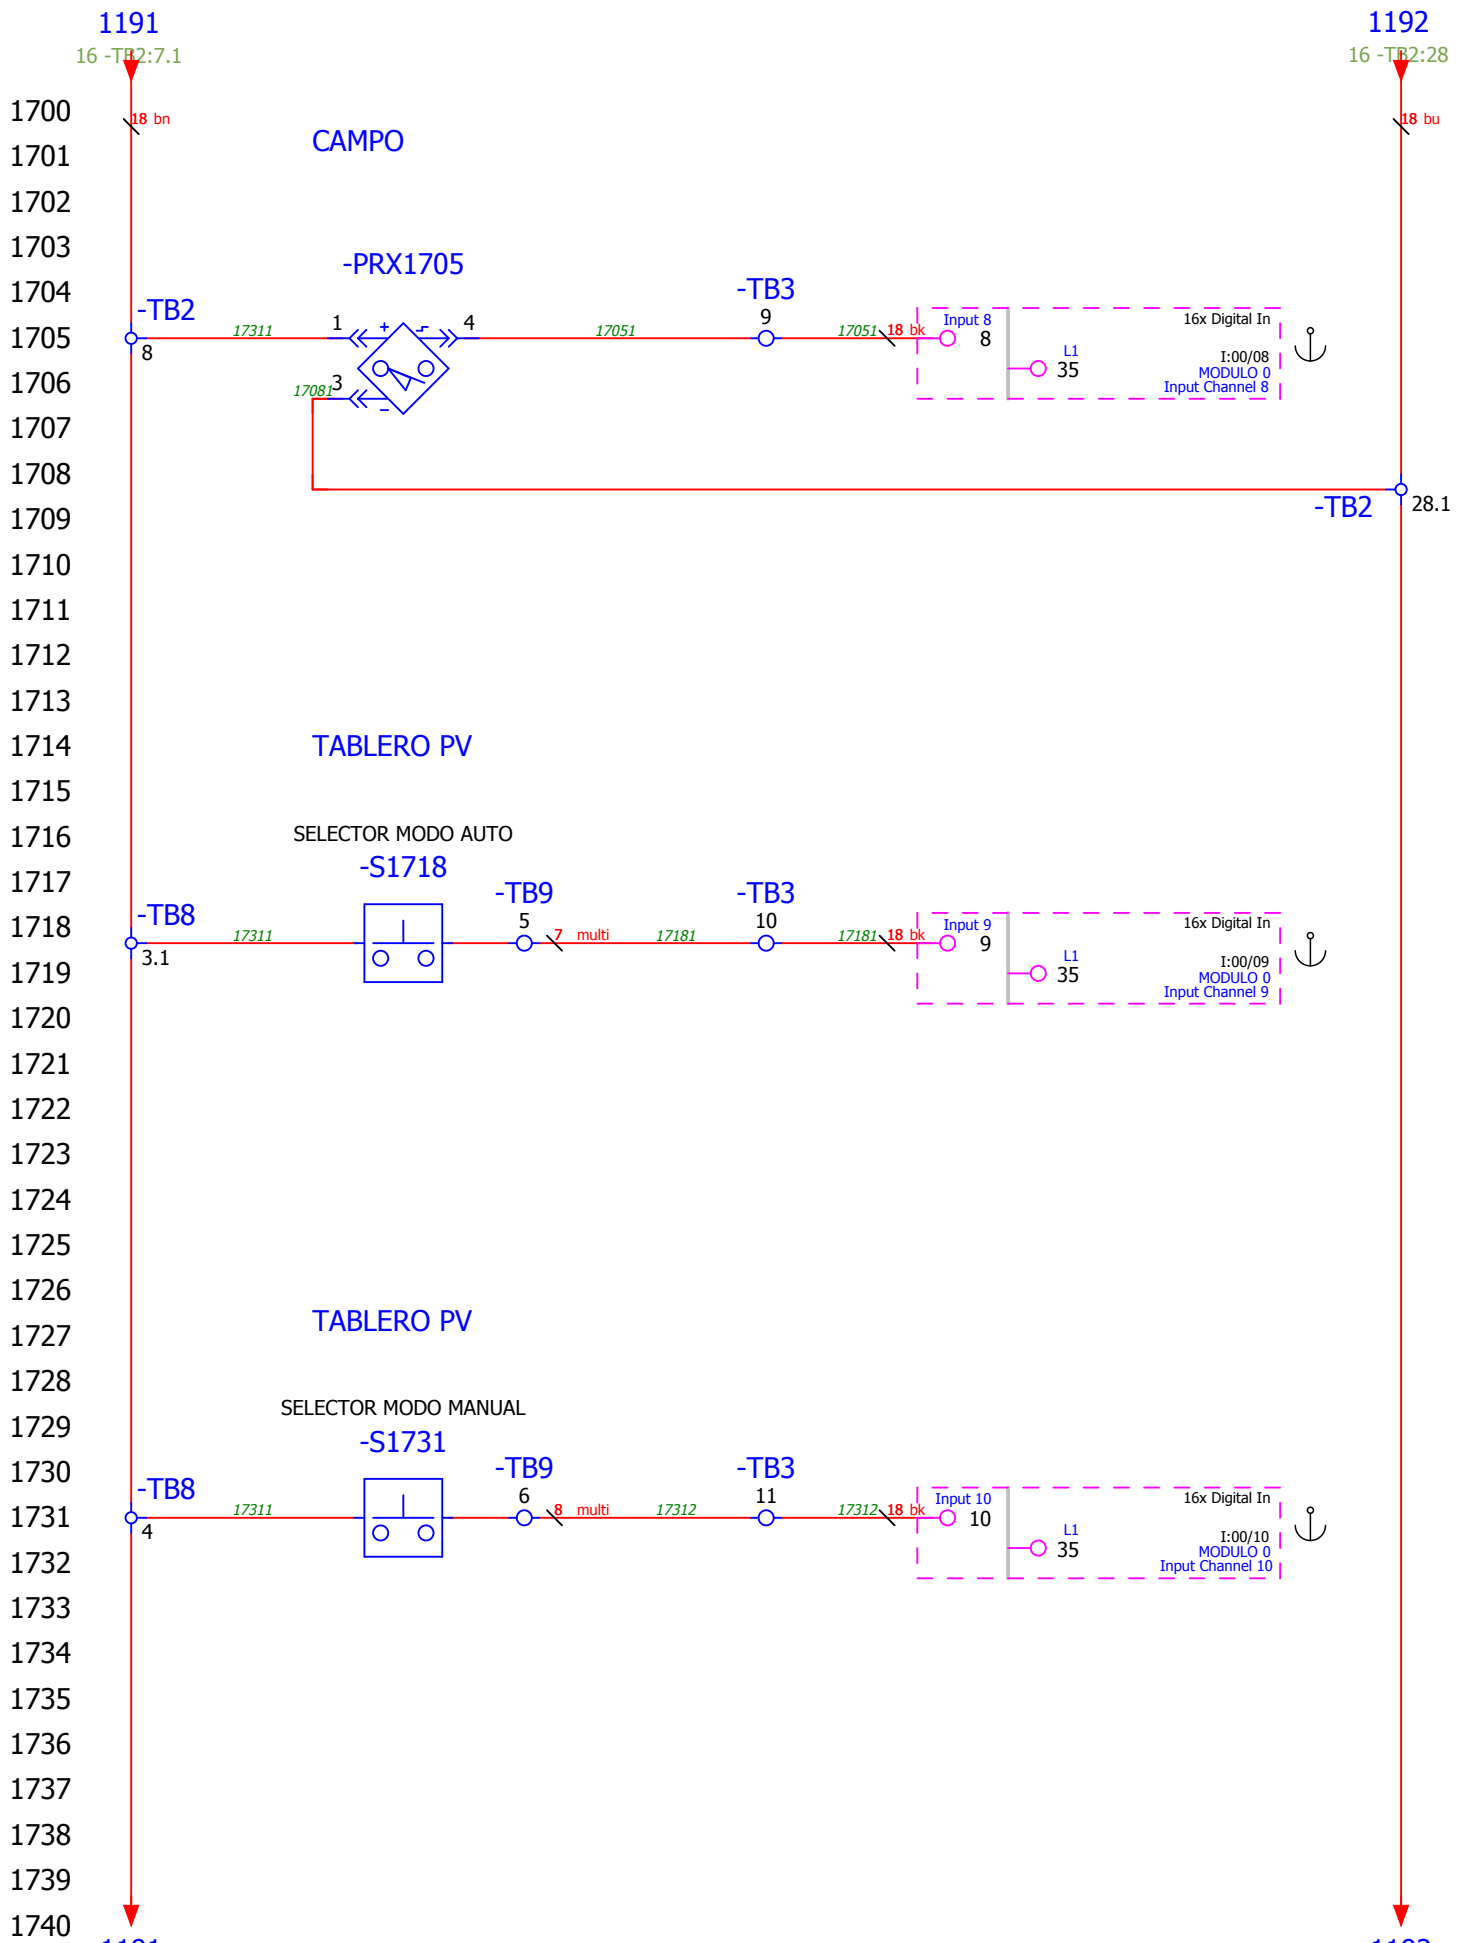 1191
1192
16 -TB2:7.1
16 -TB2:28
1700
18 bn
18 bu
CAMPO
1701
1702
1703
-PRX1705
1704
-TB3
-TB2
9
1705
17311
1
+
4
17051
17051
18 bk
Input 8
8
16x Digital In
8
L1
35
I:00/08
MODULO 0
Input Channel 8
1706
17081
3
-
1707
1708
-TB2
28.1
1709
1710
1711
1712
1713
1714
TABLERO PV
1715
1716
SELECTOR MODO AUTO
-S1718
1717
-TB9
-TB3
-TB8
5
10
1718
17311
7 multi
17181
17181
18 bk
Input 9
9
16x Digital In
3.1
L1
35
I:00/09
MODULO 0
Input Channel 9
1719
1720
1721
1722
1723
1724
1725
1726
TABLERO PV
1727
1728
SELECTOR MODO MANUAL
1729
-S1731
1730
-TB9
-TB3
-TB8
6
11
1731
17311
8 multi
17312
17312
18 bk
Input 10
10
16x Digital In
4
L1
35
I:00/10
MODULO 0
Input Channel 10
1732
1733
1734
1735
1736
1737
1738
1739
1740